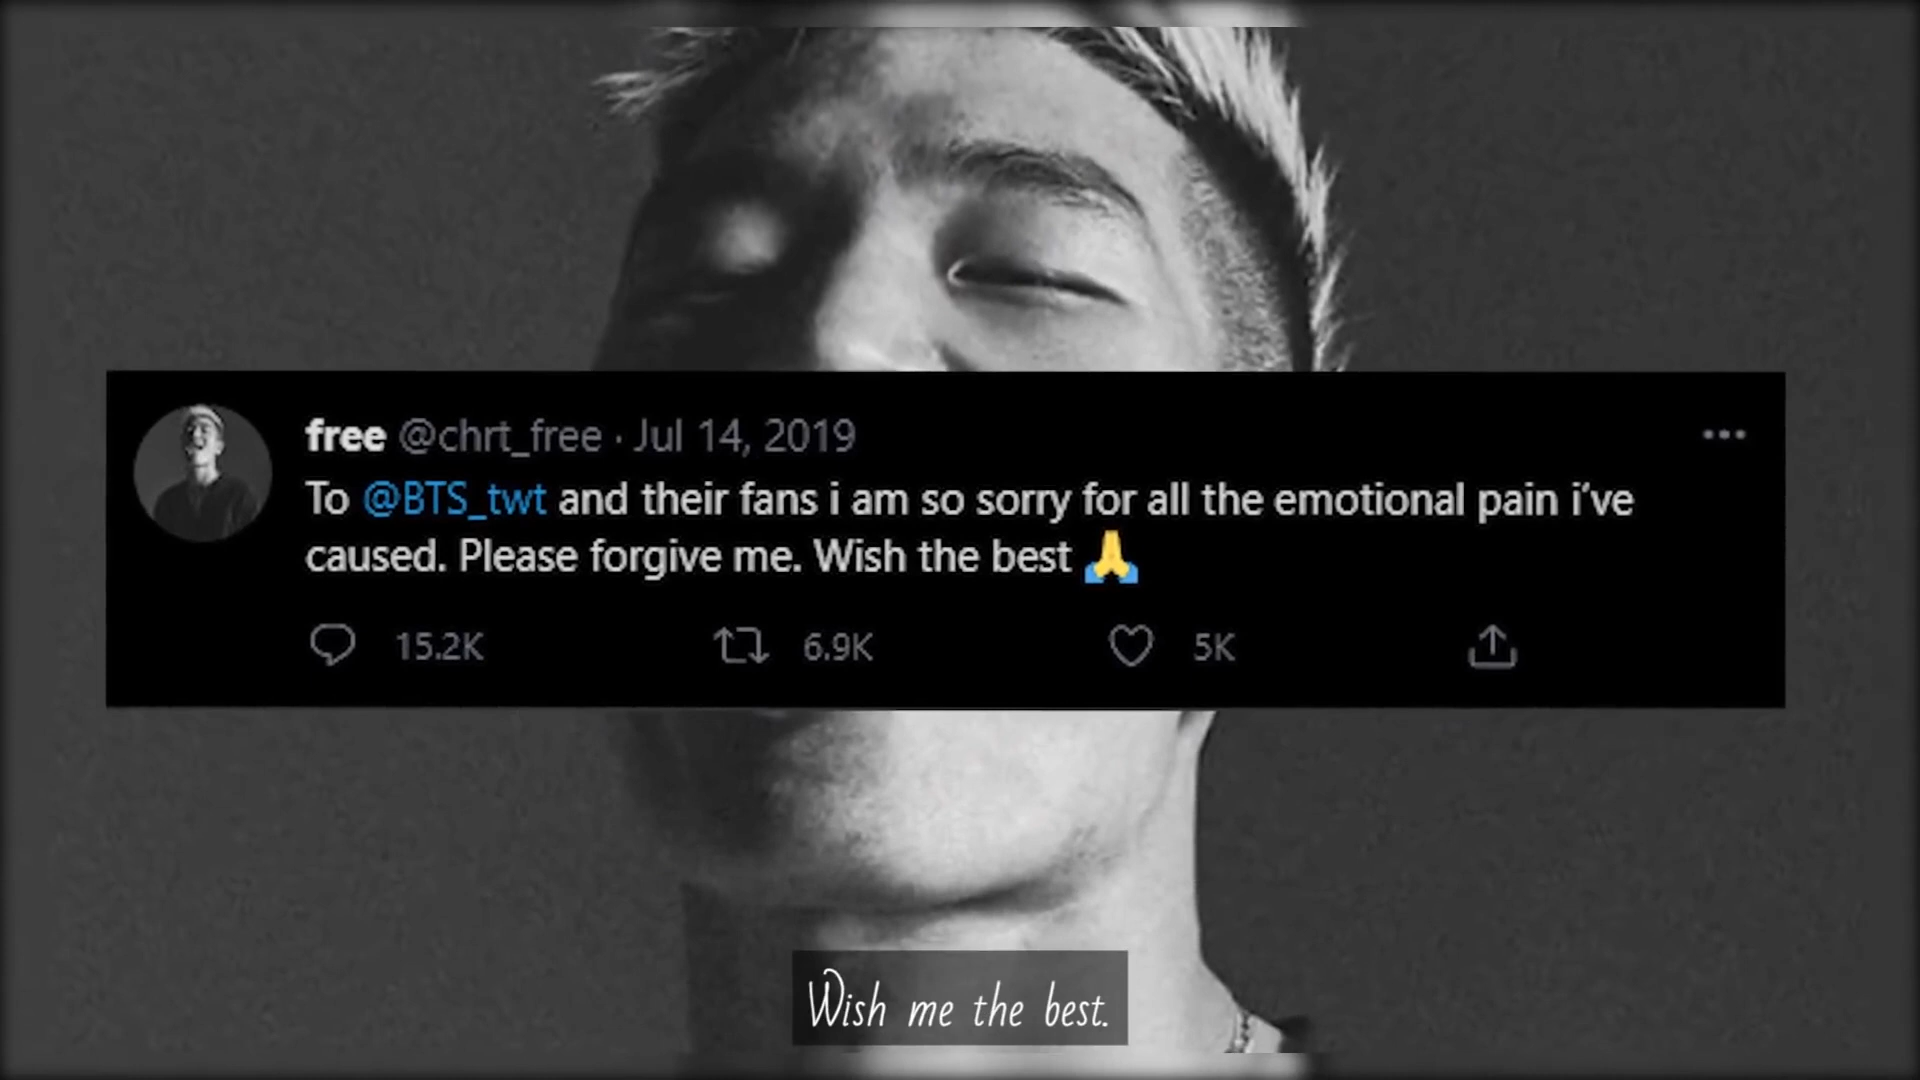 free @chrt_free · Jul 14, 2019
To @BTS_twt and their fans i am so sorry for all the emotional pain i've
caused. Please forgive me. Wish the best 🙏
15.2K 6.9K 5K
Wish me the best.